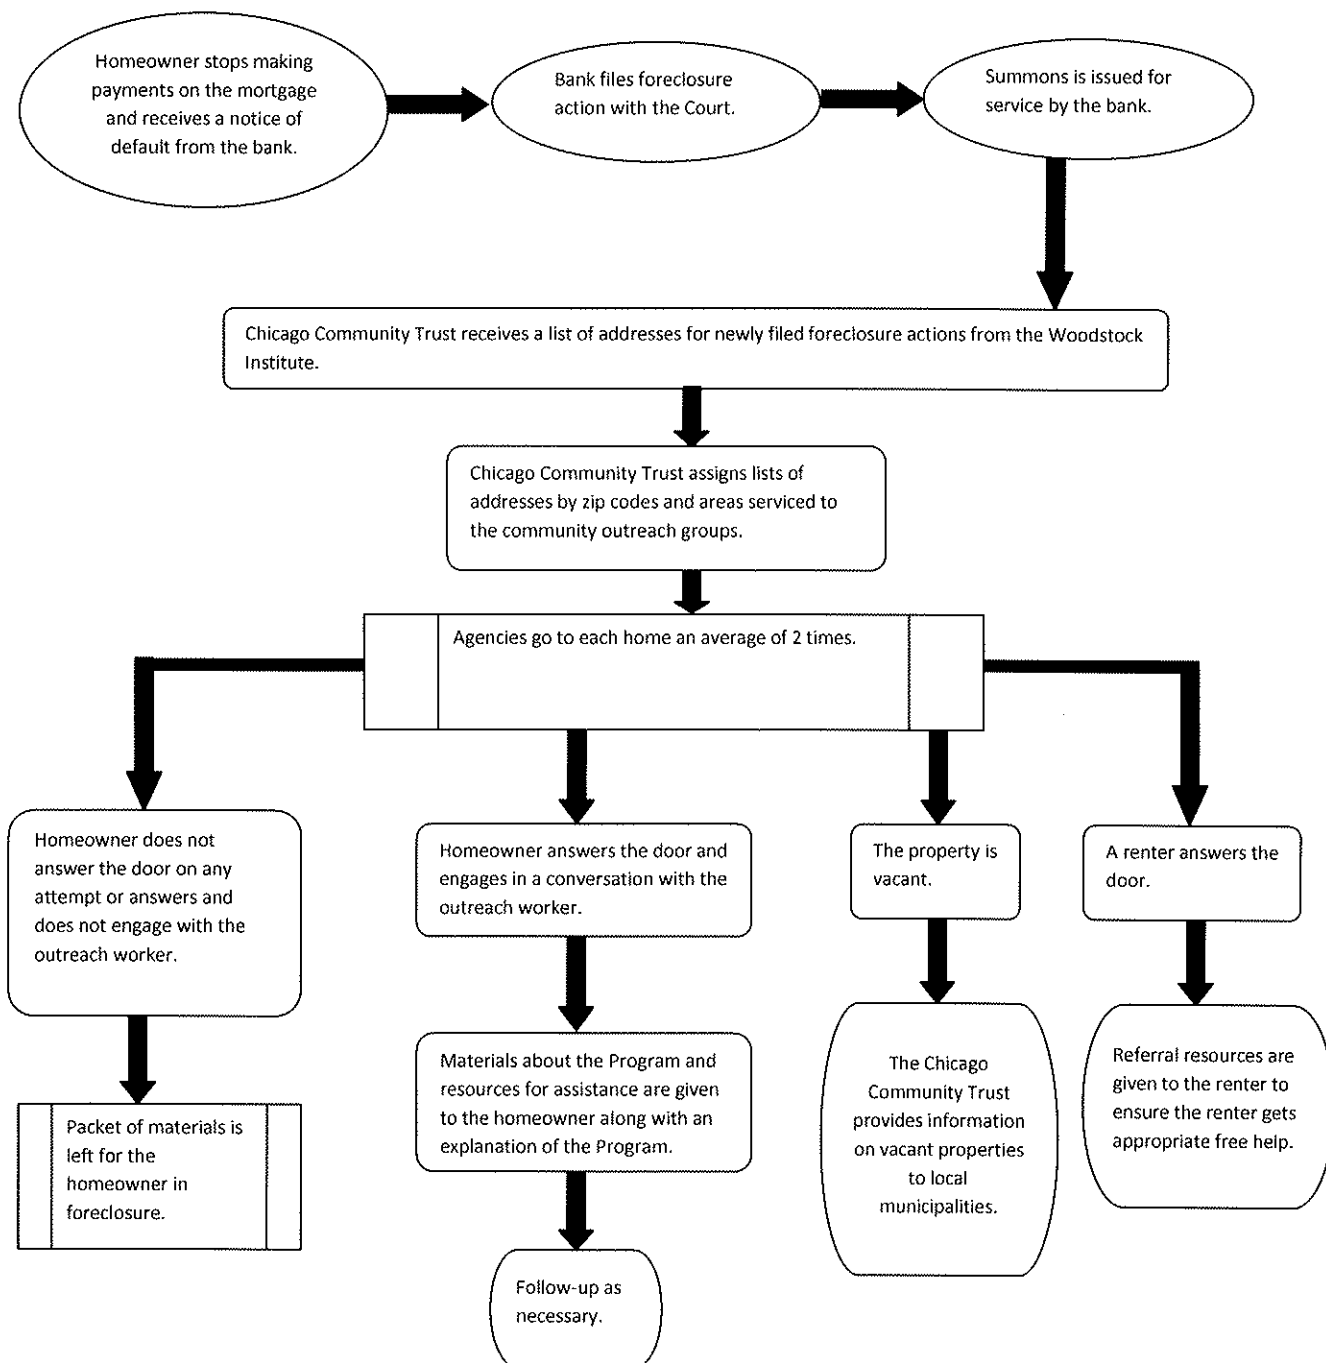 Homeowner stops making
payments on the mortgage
and receives a notice of
default from the bank.
Bank files foreclosure
action with the Court.
Summons is issued for
service by the bank.
Chicago Community Trust receives a list of addresses for newly filed foreclosure actions from the Woodstock
Institute.
Chicago Community Trust assigns lists of
addresses by zip codes and areas serviced to
the community outreach groups.
Agencies go to each home an average of 2 times.
Homeowner does not
answer the door on any
attempt or answers and
does not engage with the
outreach worker.
Homeowner answers the door and
engages in a conversation with the
outreach worker.
The property is
vacant.
A renter answers the
door.
Packet of materials is
left for the
homeowner in
foreclosure.
Materials about the Program and
resources for assistance are given
to the homeowner along with an
explanation of the Program.
The Chicago
Community Trust
provides information
on vacant properties
to local
municipalities.
Referral resources are
given to the renter to
ensure the renter gets
appropriate free help.
Follow-up as
necessary.